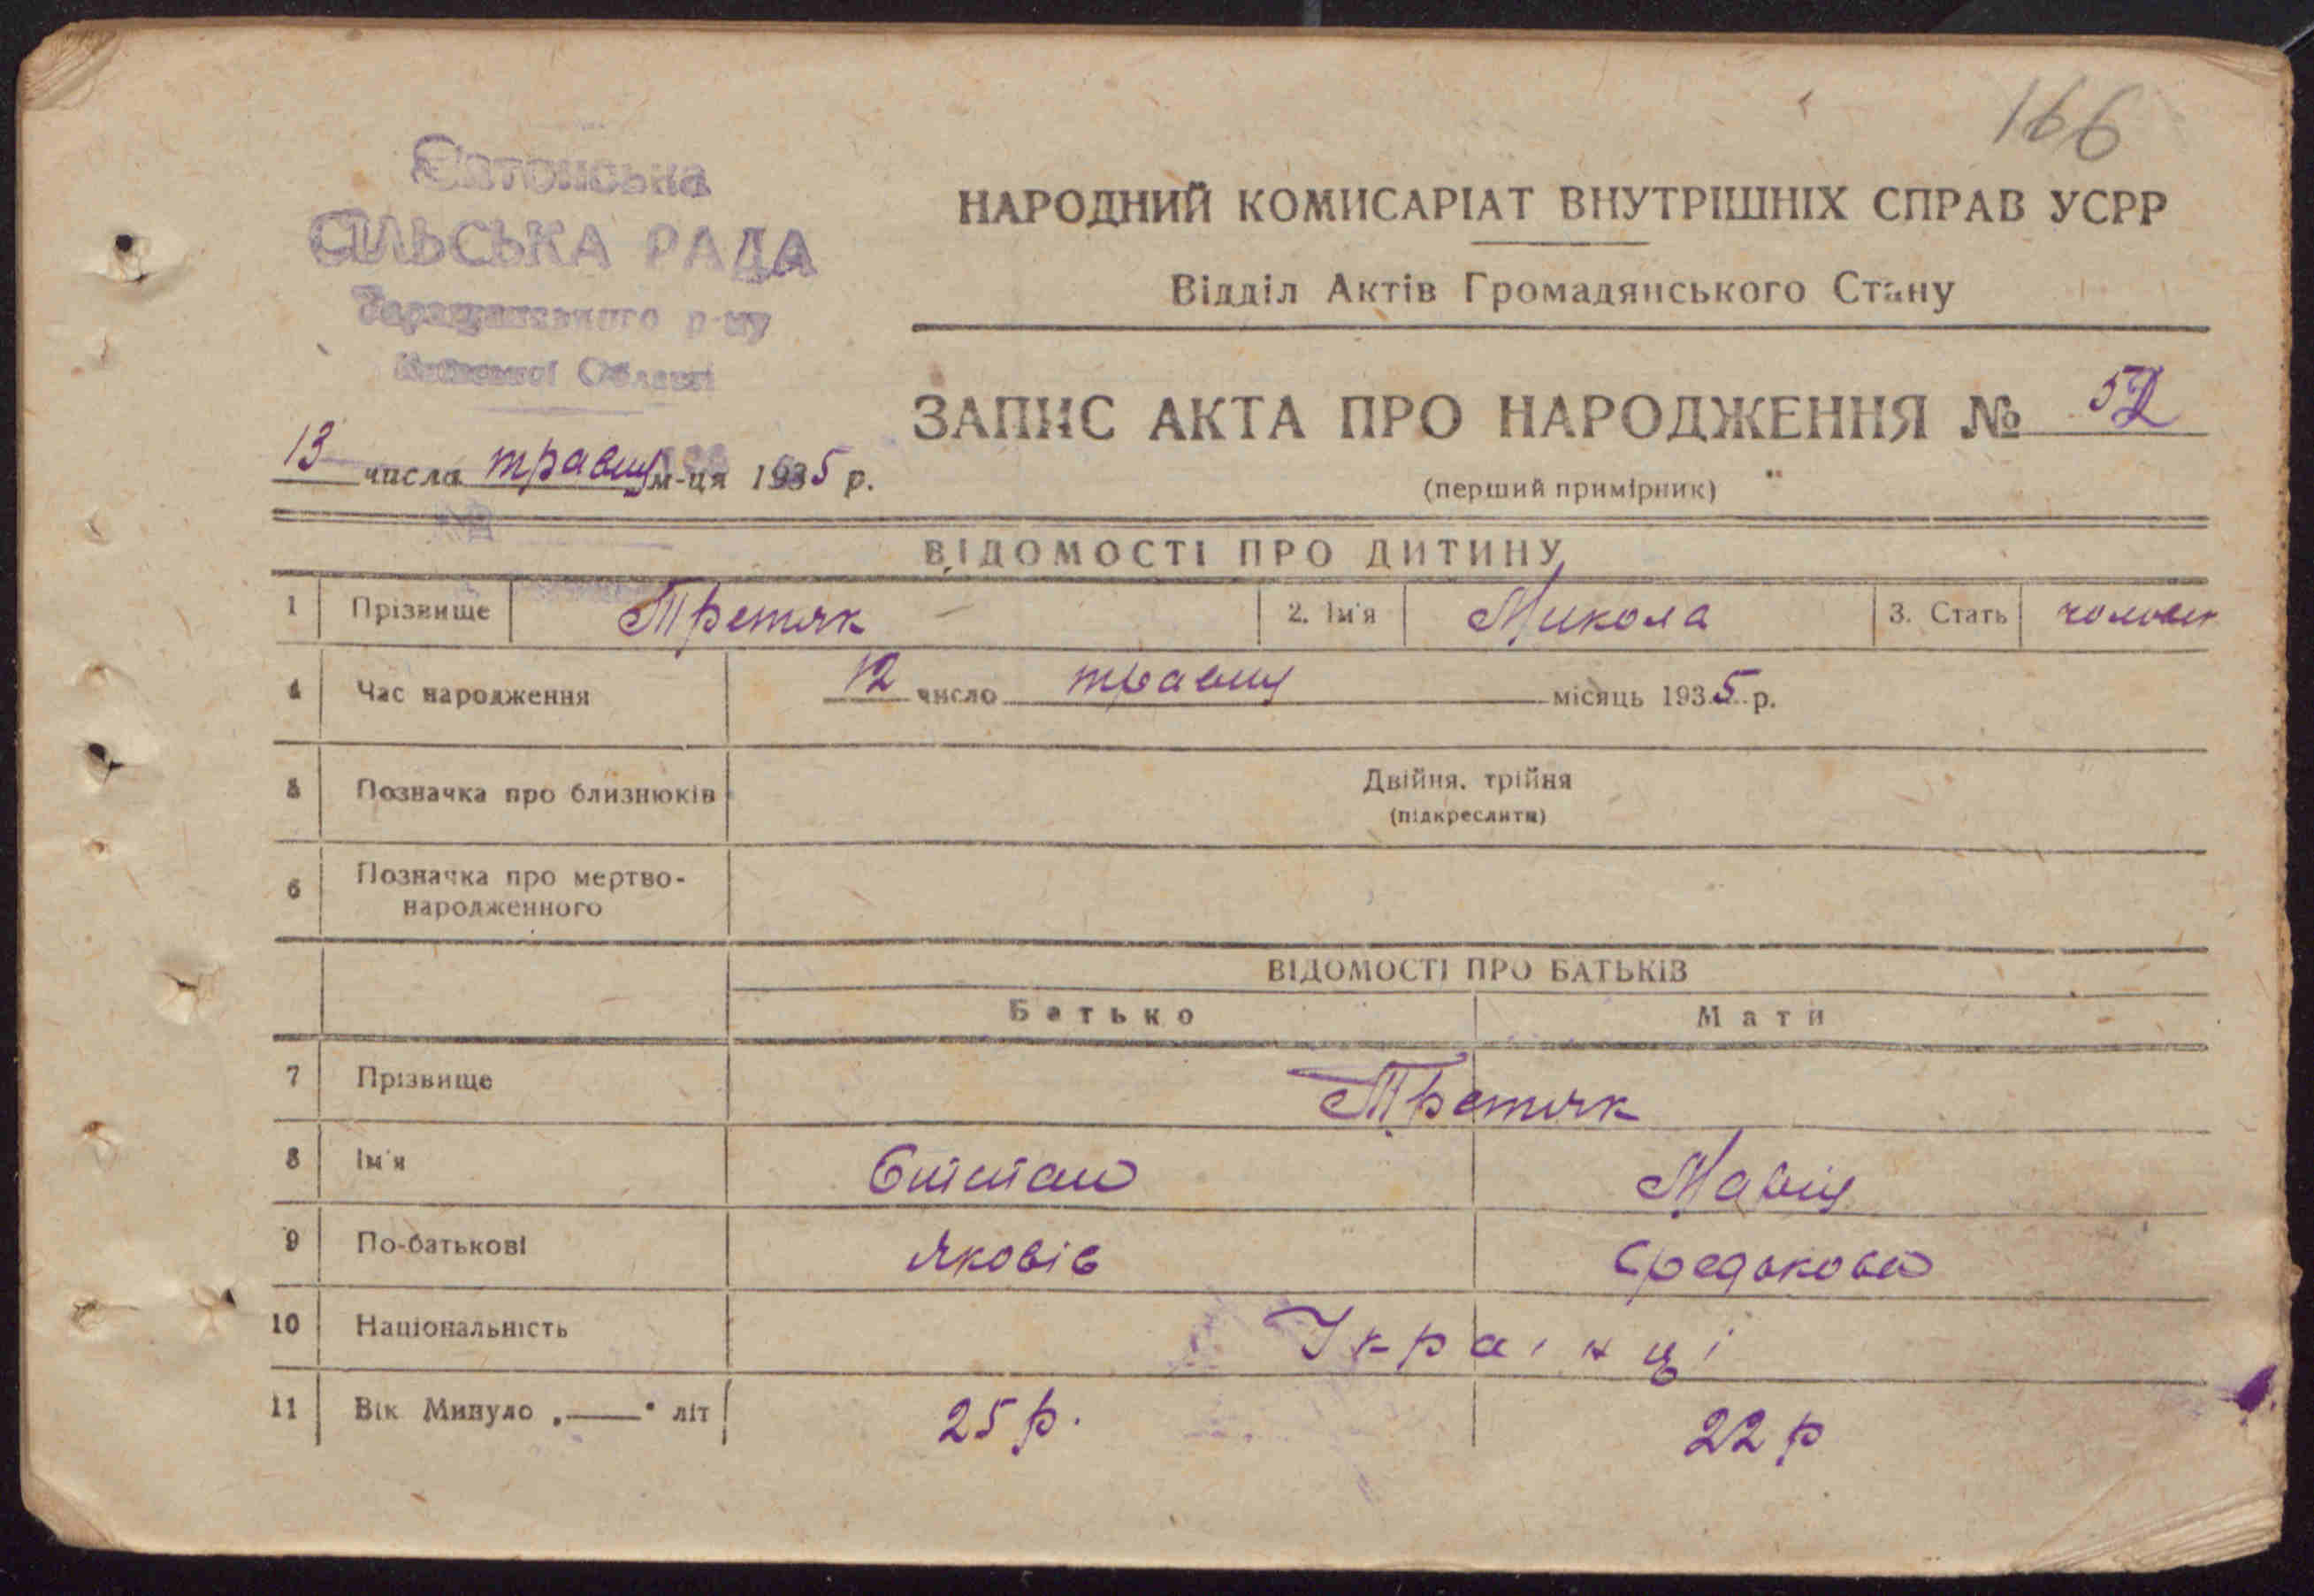 166
СІЛЬСЬКА РАДА
р-ну
Київської Області
НАРОДНИЙ КОМИСАРІАТ ВНУТРІШНІХ СПРАВ УСРР
Відділ Актів Громадянського Стану
ЗАПИС АКТА ПРО НАРОДЖЕННЯ № 52
13 числа травня м-ця 1935 р.
(перший примірник)
ВІДОМОСТІ ПРО ДИТИНУ
1 Прізвище Третяк 2. Ім'я Микола 3. Стать
4 Час народження 12 число травня місяць 1935 р.
5 Позначка про близнюків Двійня, трійня
(підкреслити)
6 Позначка про мертво-
народженного
ВІДОМОСТІ ПРО БАТЬКІВ
Батько Мати
7 Прізвище Третяк
8 Ім'я Степан Марія
9 По-батькові Яковів
10 Національність Українці
11 Вік Минуло „—" літ 25 р. 22 р